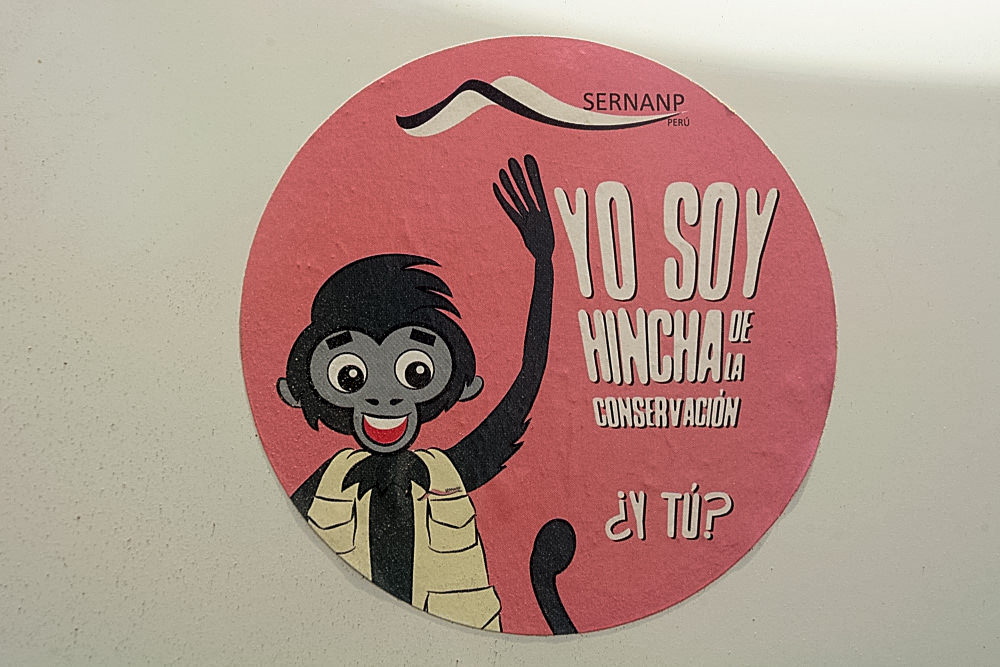 SERNANP
PERÚ
YO SOY
HINCHA DE LA
CONSERVACIÓN
¿Y TÚ?